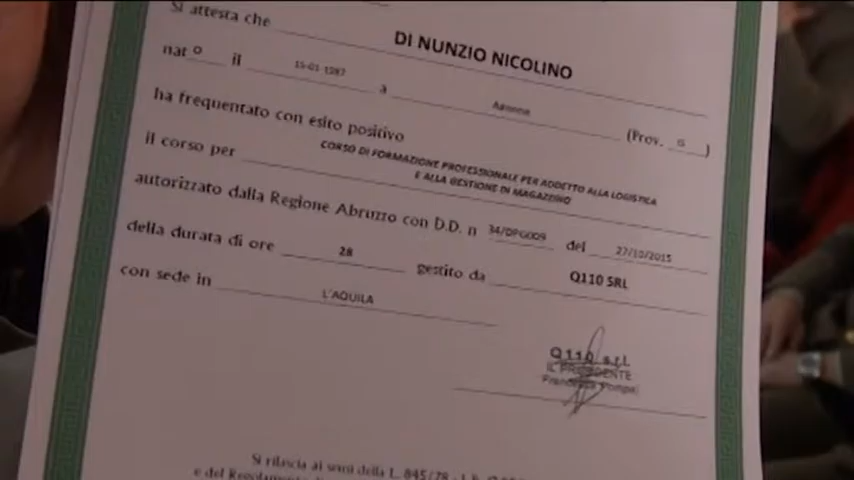 Si attesta che DI NUNZIO NICOLINO
nat o il 15-01-1987 a (Prov. )
ha frequentato con esito positivo
il corso per CORSO DI FORMAZIONE PROFESSIONALE PER ADDETTO ALLA LOGISTICA
E ALLA GESTIONE DI MAGAZZINO
autorizzato dalla Regione Abruzzo con D.D. n 34/DPG009 del 27/10/2015
della durata di ore 28 gestito da Q110 SRL
con sede in L'AQUILA
Q110 s.r.l.
IL PRESIDENTE
Si rilascia ai sensi della L. 845/78
e del Regolamento